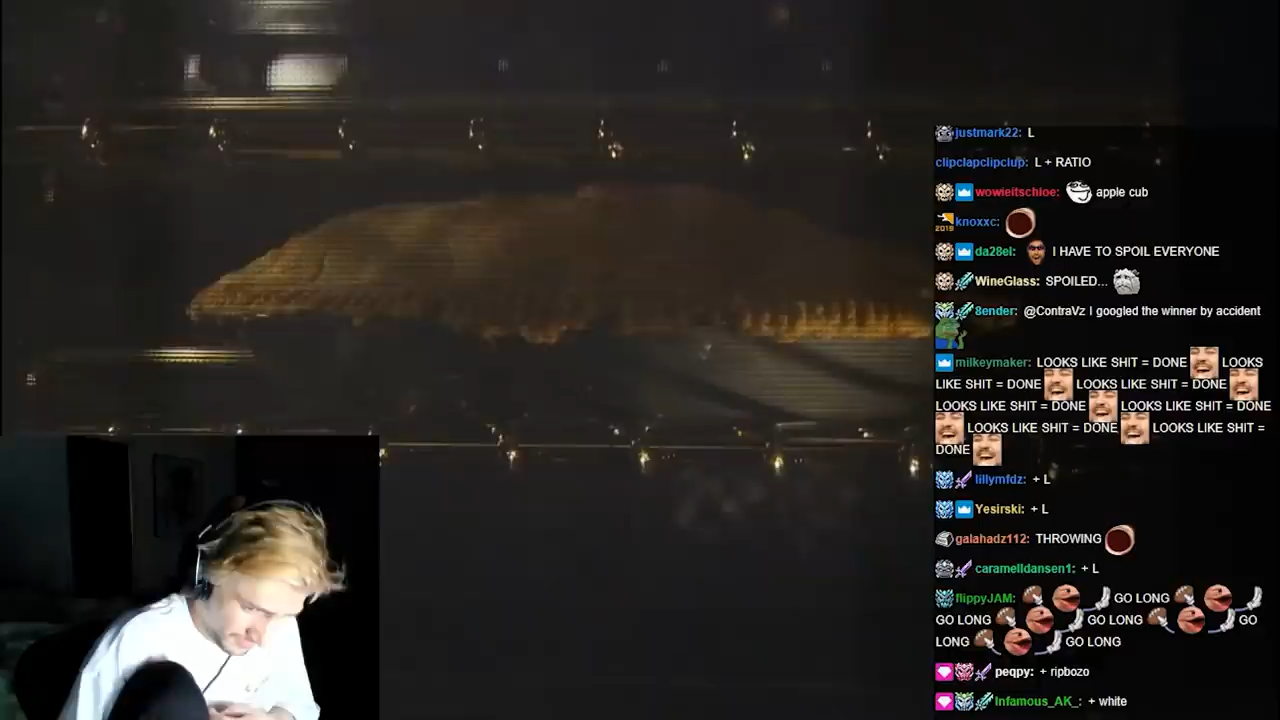 justmark22: L
clipclapclipclup: L + RATIO
wowieitschloe: apple cub
2019 knoxxc:
da28el: I HAVE TO SPOIL EVERYONE
WineGlass: SPOILED...
8ender: @ContraVz I googled the winner by accident
milkeymaker: LOOKS LIKE SHIT = DONE LOOKS
LIKE SHIT = DONE LOOKS LIKE SHIT = DONE
LOOKS LIKE SHIT = DONE LOOKS LIKE SHIT = DONE
LOOKS LIKE SHIT = DONE LOOKS LIKE SHIT =
DONE
lillymfdz: + L
Yesirski: + L
galahadz112: THROWING
caramelldansen1: + L
flippyJAM: GO LONG
GO LONG GO LONG GO
LONG GO LONG
peqpy: + ripbozo
Infamous_AK_: + white